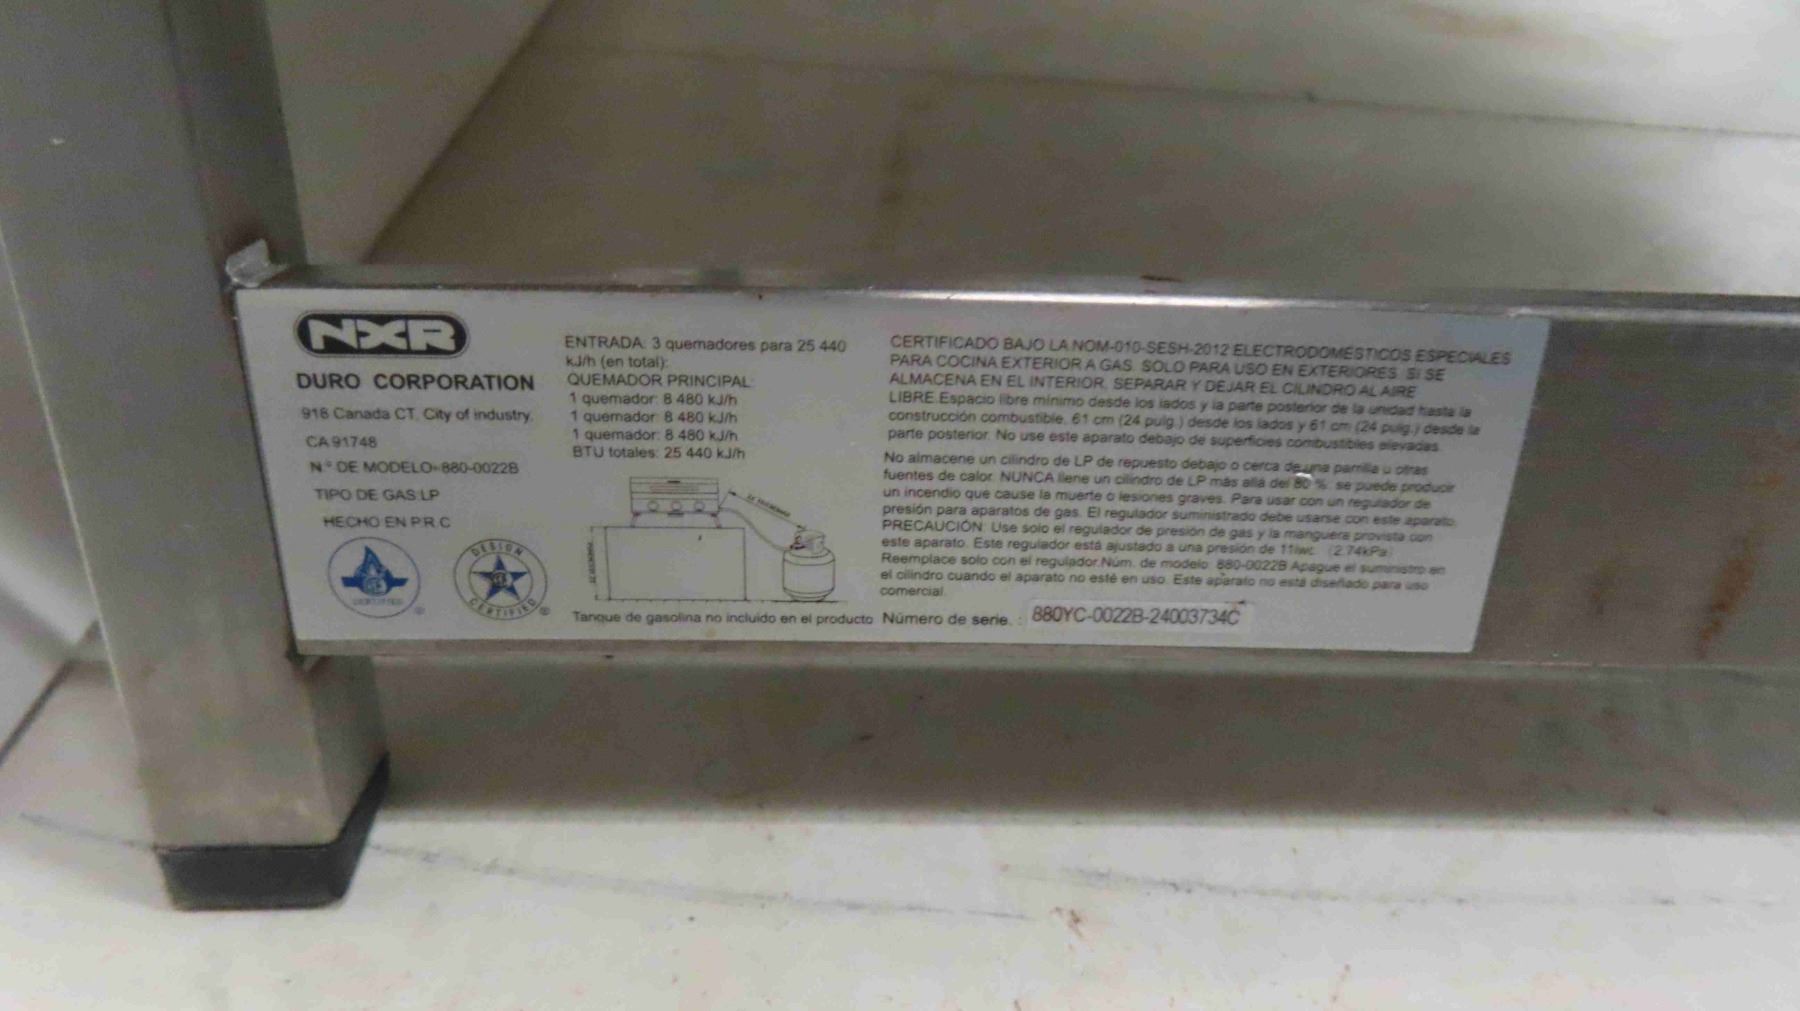 NXR
DURO CORPORATION
918 Canada CT. City of industry.
CA 91748
N.º DE MODELO: 880-0022B
TIPO DE GAS:LP
HECHO EN P.R.C
DESIGN
CERTIFIED
ENTRADA: 3 quemadores para 25 440
kJ/h (en total):
QUEMADOR PRINCIPAL:
1 quemador: 8 480 kJ/h
1 quemador: 8 480 kJ/h
1 quemador: 8 480 kJ/h
BTU totales: 25 440 kJ/h
Tanque de gasolina no incluido en el producto
CERTIFICADO BAJO LA NOM-010-SESH-2012 ELECTRODOMÉSTICOS ESPECIALES
PARA COCINA EXTERIOR A GAS. SOLO PARA USO EN EXTERIORES. SI SE
ALMACENA EN EL INTERIOR, SEPARAR Y DEJAR EL CILINDRO AL AIRE
LIBRE. Espacio libre mínimo desde los lados y la parte posterior de la unidad hasta la
construcción combustible. 61 cm (24 pulg.) desde los lados y 61 cm (24 pulg.) desde la
parte posterior. No use este aparato debajo de superficies combustibles elevadas.
No almacene un cilindro de LP de repuesto debajo o cerca de una parrilla u otras
fuentes de calor. NUNCA llene un cilindro de LP más allá del 80 %: se puede producir
un incendio que cause la muerte o lesiones graves. Para usar con un regulador de
presión para aparatos de gas. El regulador suministrado debe usarse con este aparato.
PRECAUCIÓN: Use solo el regulador de presión de gas y la manguera provista con
este aparato. Este regulador está ajustado a una presión de 11iwc. (2.74kPa)
Reemplace solo con el regulador.Núm. de modelo: 880-0022B Apague el suministro en
el cilindro cuando el aparato no esté en uso. Este aparato no está diseñado para uso
comercial.
Número de serie. : 880YC-0022B-24003734C